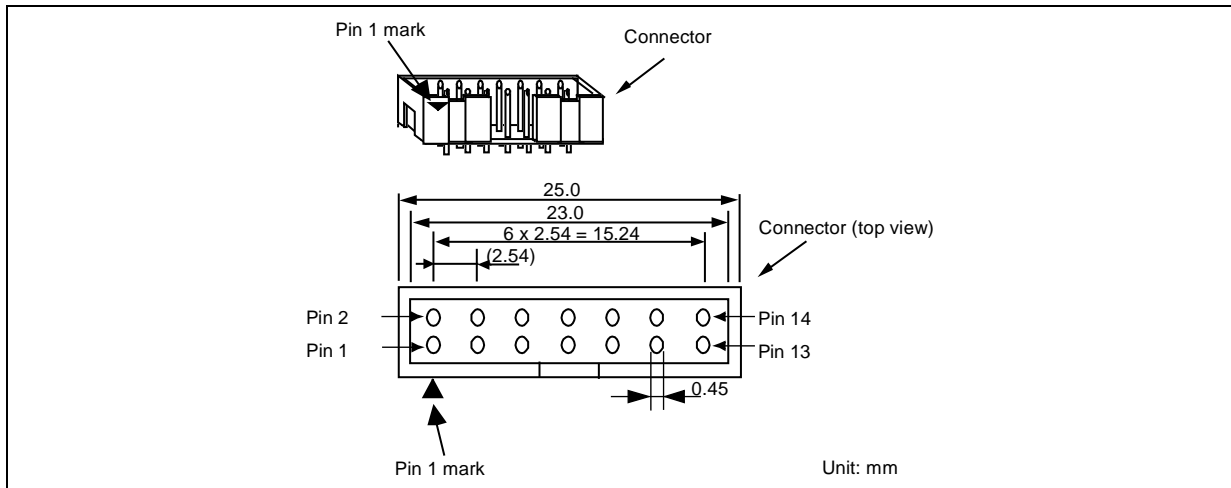 Pin 1 mark
Connector
25.0
23.0
6 x 2.54 = 15.24
Connector (top view)
(2.54)
Pin 2
Pin 14
Pin 1
Pin 13
0.45
Pin 1 mark
Unit: mm